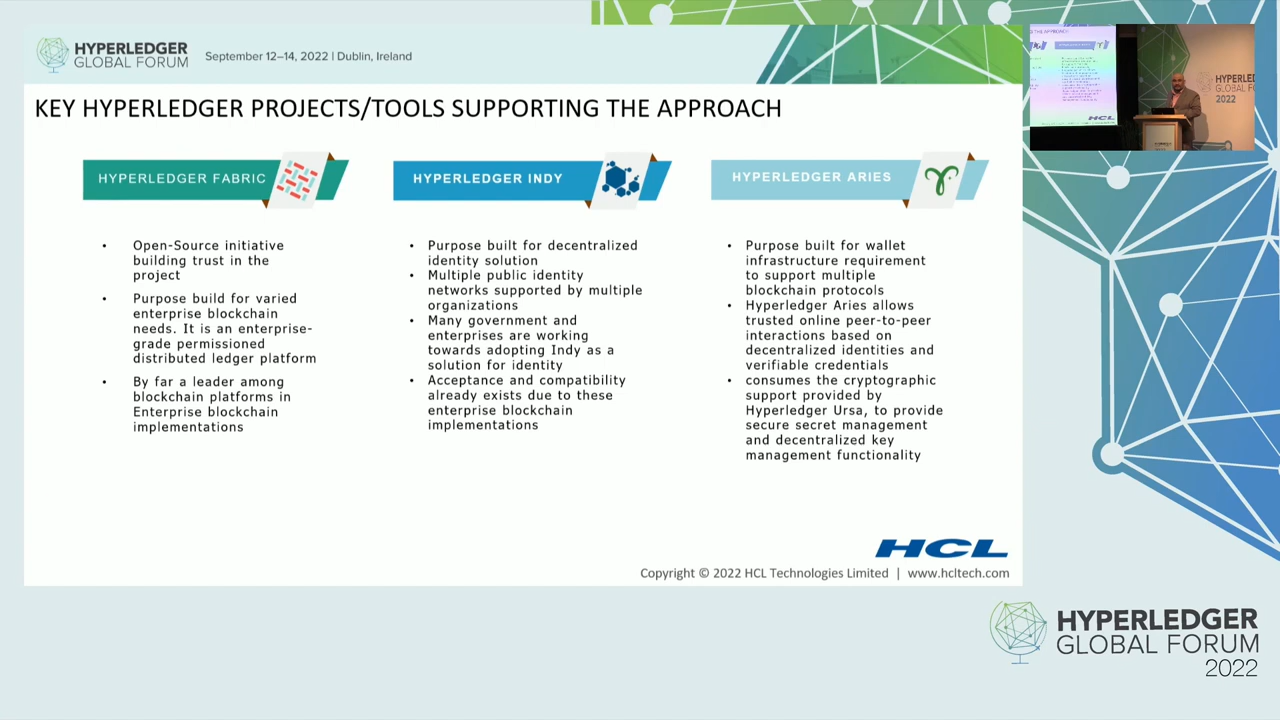 HYPERLEDGER
GLOBAL FORUM
September 12–14, 2022 | Dublin, Ireland
KEY HYPERLEDGER PROJECTS/TOOLS SUPPORTING THE APPROACH
HYPERLEDGER FABRIC
• Open-Source initiative
building trust in the
project
• Purpose build for varied
enterprise blockchain
needs. It is an enterprise-
grade permissioned
distributed ledger platform
• By far a leader among
blockchain platforms in
Enterprise blockchain
implementations
HYPERLEDGER INDY
• Purpose built for decentralized
identity solution
• Multiple public identity
networks supported by multiple
organizations
• Many government and
enterprises are working
towards adopting Indy as a
solution for identity
• Acceptance and compatibility
already exists due to these
enterprise blockchain
implementations
HYPERLEDGER ARIES
• Purpose built for wallet
infrastructure requirement
to support multiple
blockchain protocols
• Hyperledger Aries allows
trusted online peer-to-peer
interactions based on
decentralized identities and
verifiable credentials
• consumes the cryptographic
support provided by
Hyperledger Ursa, to provide
secure secret management
and decentralized key
management functionality
HCL
Copyright © 2022 HCL Technologies Limited | www.hcltech.com
HCL
2022
HYPERLEDGER
GLOBAL FORUM
2022